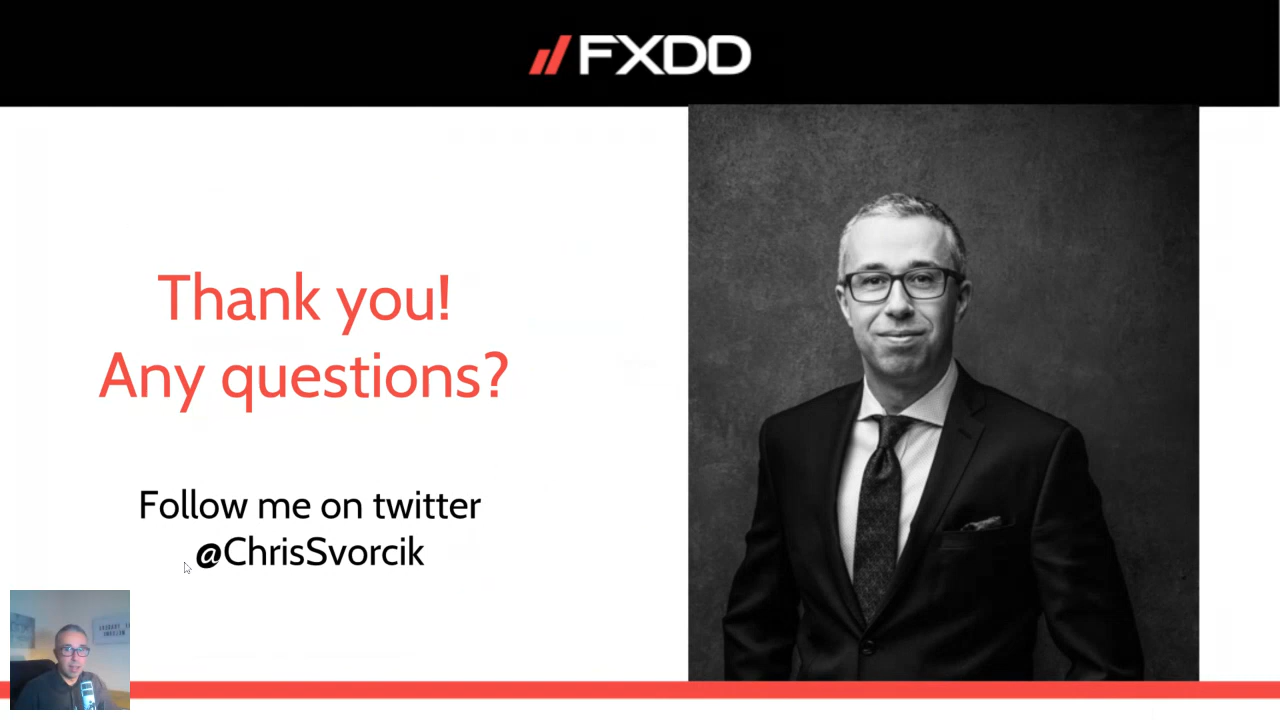 FXDD
Thank you!
Any questions?
Follow me on twitter
@ChrisSvorcik